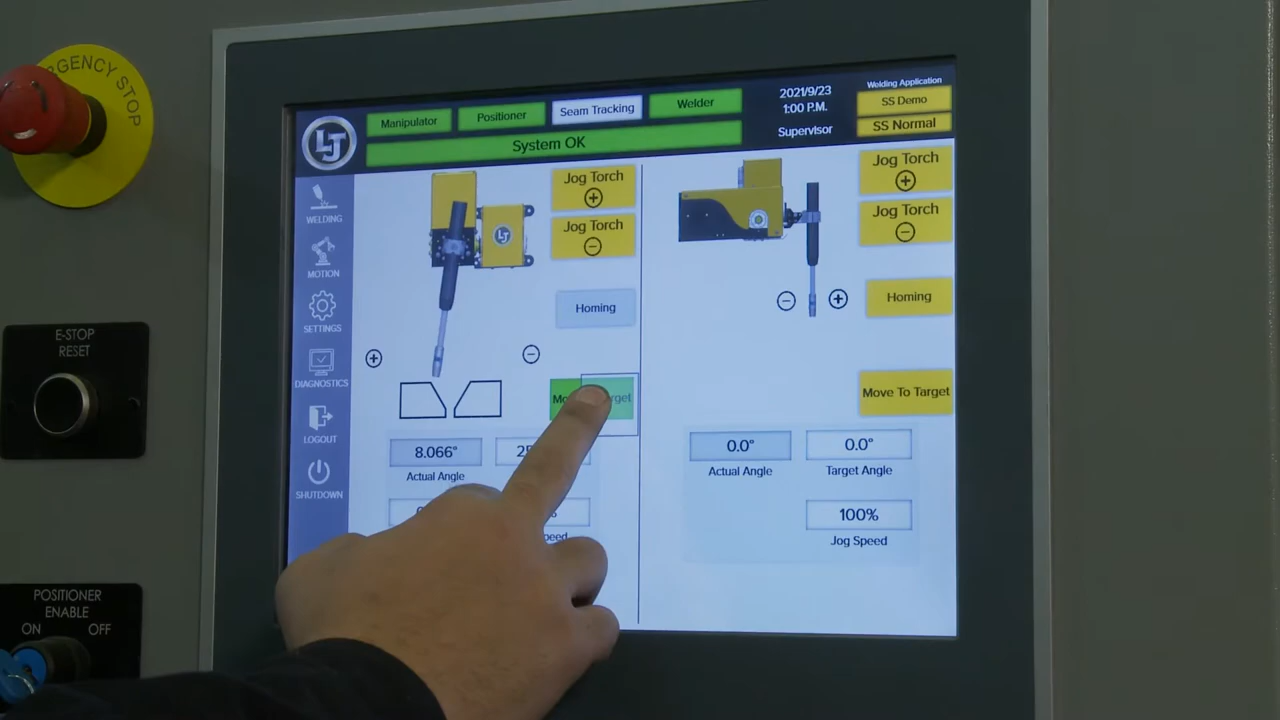 EMERGENCY STOP
E-STOP
RESET
POSITIONER
ENABLE
ON OFF
LJ
Manipulator
Positioner
Seam Tracking
Welder
System OK
2021/9/23
1:00 P.M.
Supervisor
Welding Application
SS Demo
SS Normal
WELDING
MOTION
SETTINGS
DIAGNOSTICS
LOGOUT
SHUTDOWN
Jog Torch
+
Jog Torch
−
Homing
+
−
8.066°
Actual Angle
LJ
Jog Torch
+
Jog Torch
−
− +
Homing
Move To Target
0.0°
0.0°
Actual Angle
Target Angle
100%
Jog Speed